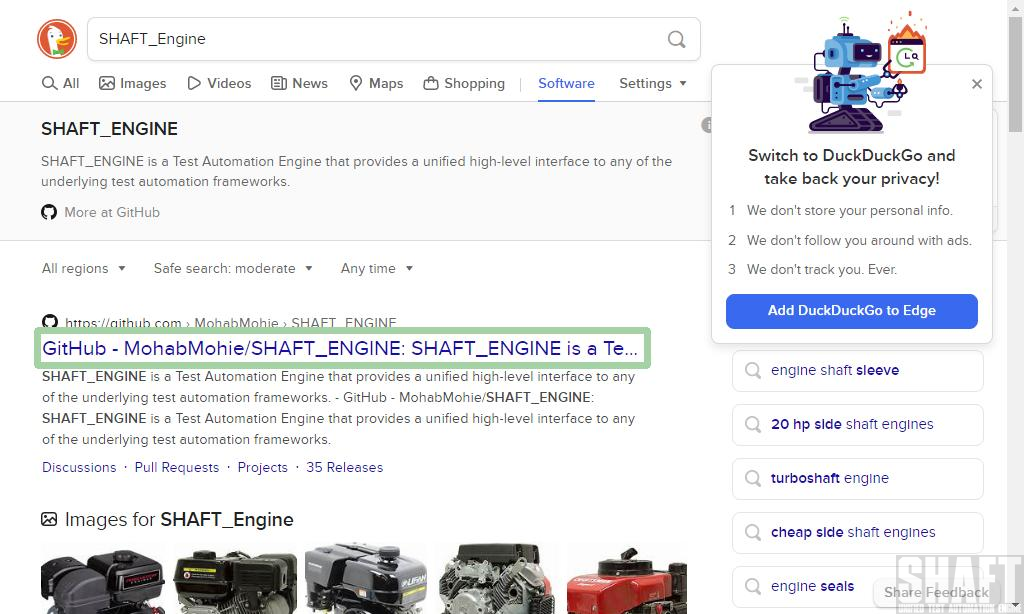 SHAFT_Engine
All
Images
Videos
News
Maps
Shopping
Software
Settings
SHAFT_ENGINE
SHAFT_ENGINE is a Test Automation Engine that provides a unified high-level interface to any of the
underlying test automation frameworks.
More at GitHub
All regions
Safe search: moderate
Any time
https://github.com › MohabMohie › SHAFT_ENGINE
GitHub - MohabMohie/SHAFT_ENGINE: SHAFT_ENGINE is a Te...
SHAFT_ENGINE is a Test Automation Engine that provides a unified high-level interface to any
of the underlying test automation frameworks. - GitHub - MohabMohie/SHAFT_ENGINE:
SHAFT_ENGINE is a Test Automation Engine that provides a unified high-level interface to any
of the underlying test automation frameworks.
Discussions · Pull Requests · Projects · 35 Releases
Images for SHAFT_Engine
LIFAN
Switch to DuckDuckGo and
take back your privacy!
1 We don't store your personal info.
2 We don't follow you around with ads.
3 We don't track you. Ever.
Add DuckDuckGo to Edge
engine shaft sleeve
20 hp side shaft engines
turboshaft engine
cheap side shaft engines
engine seals
SHAFT
Share Feedback